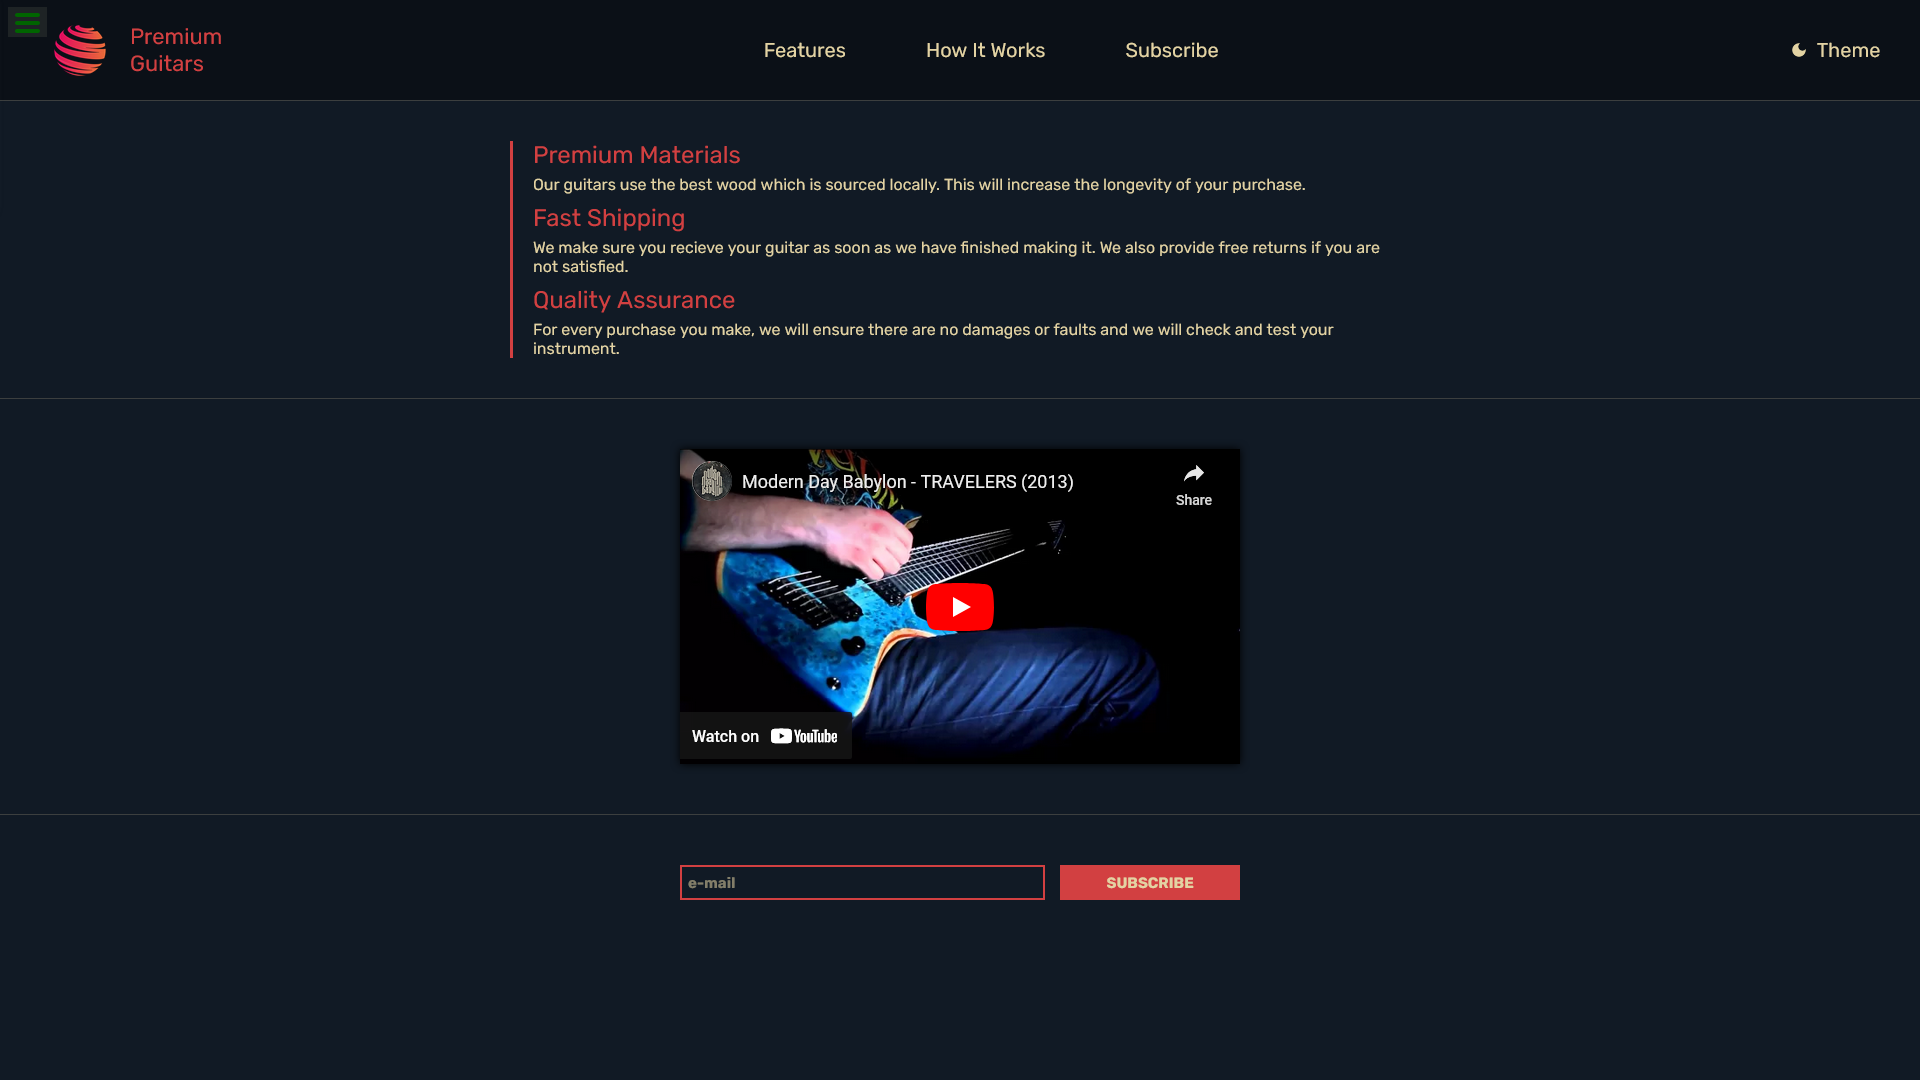 Premium
Guitars
Features
How It Works
Subscribe
Theme
Premium Materials
Our guitars use the best wood which is sourced locally. This will increase the longevity of your purchase.
Fast Shipping
We make sure you recieve your guitar as soon as we have finished making it. We also provide free returns if you are
not satisfied.
Quality Assurance
For every purchase you make, we will ensure there are no damages or faults and we will check and test your
instrument.
Modern Day Babylon - TRAVELERS (2013)
Share
Watch on YouTube
e-mail
SUBSCRIBE